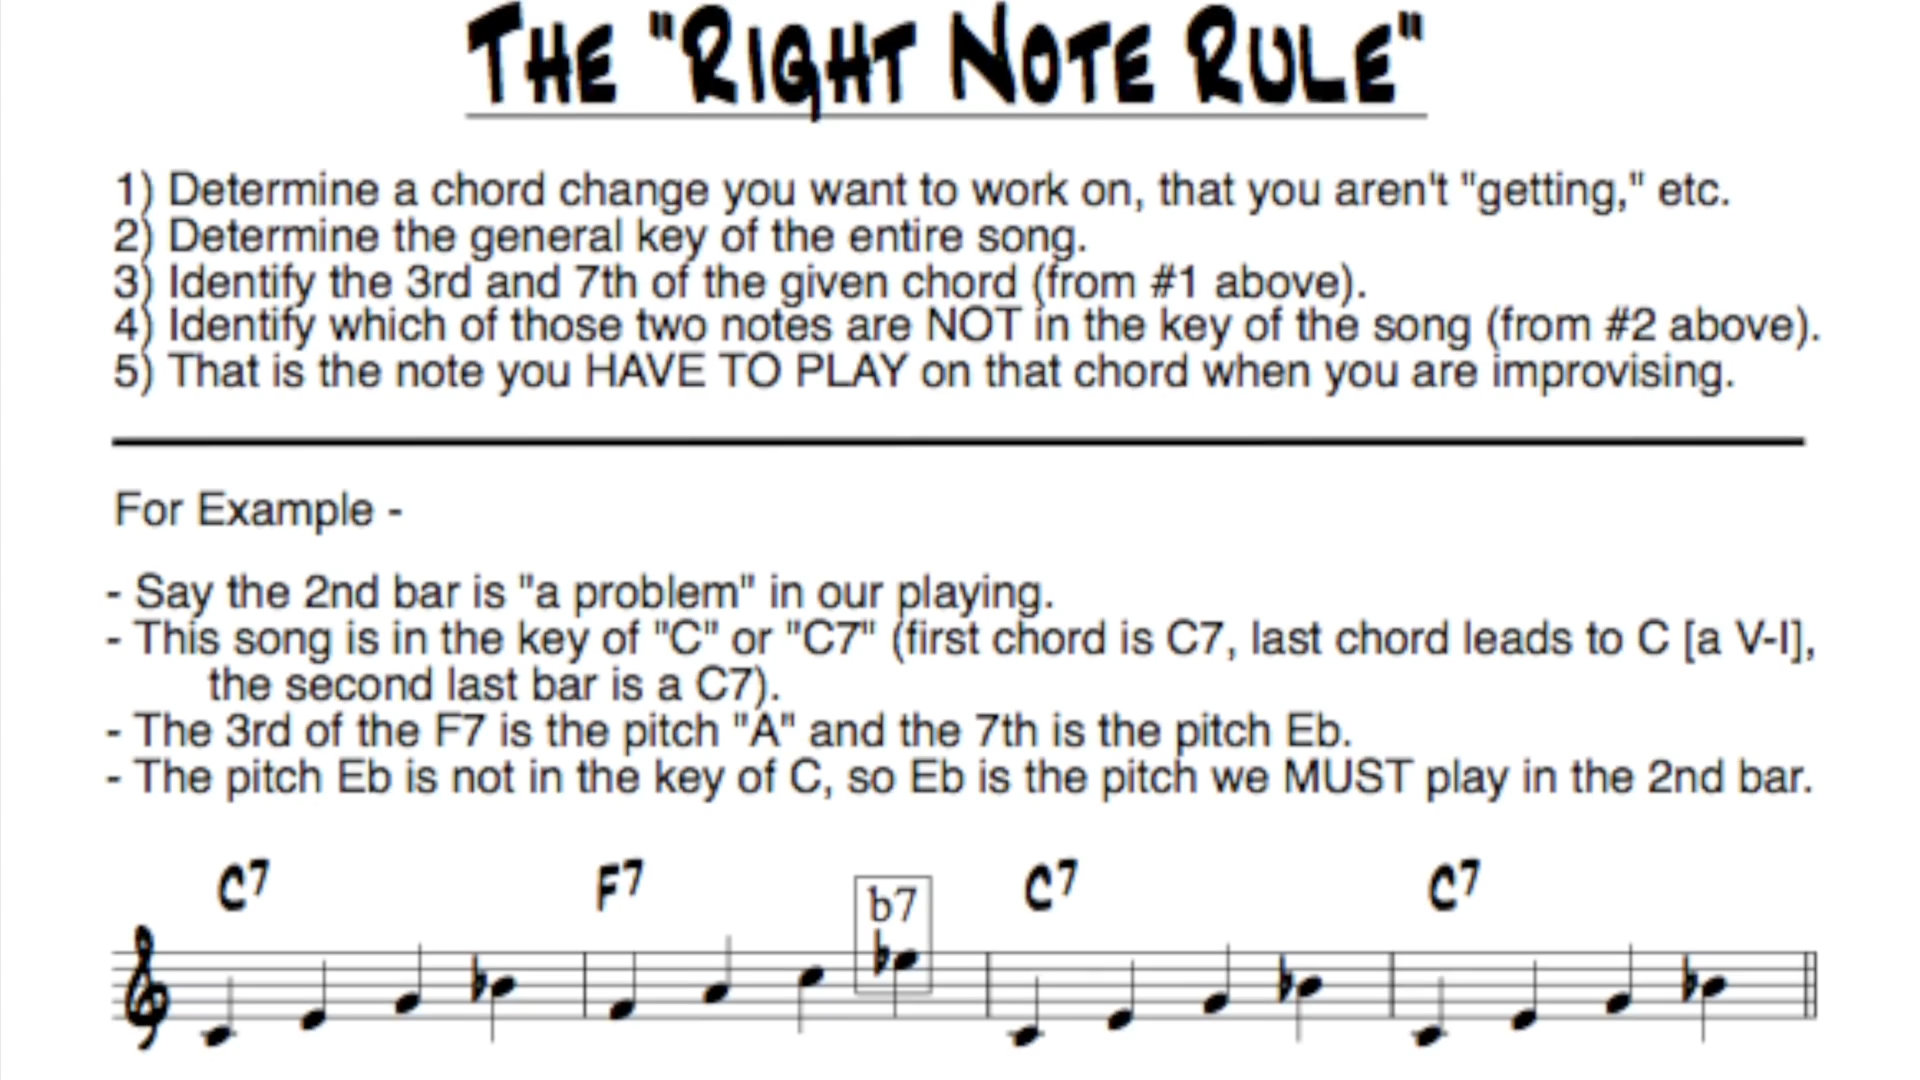 THE "RIGHT NOTE RULE"
1) Determine a chord change you want to work on, that you aren't "getting," etc.
2) Determine the general key of the entire song.
3) Identify the 3rd and 7th of the given chord (from #1 above).
4) Identify which of those two notes are NOT in the key of the song (from #2 above).
5) That is the note you HAVE TO PLAY on that chord when you are improvising.
For Example -
- Say the 2nd bar is "a problem" in our playing.
- This song is in the key of "C" or "C7" (first chord is C7, last chord leads to C [a V-I],
the second last bar is a C7).
- The 3rd of the F7 is the pitch "A" and the 7th is the pitch Eb.
- The pitch Eb is not in the key of C, so Eb is the pitch we MUST play in the 2nd bar.
C7 F7 b7 C7 C7